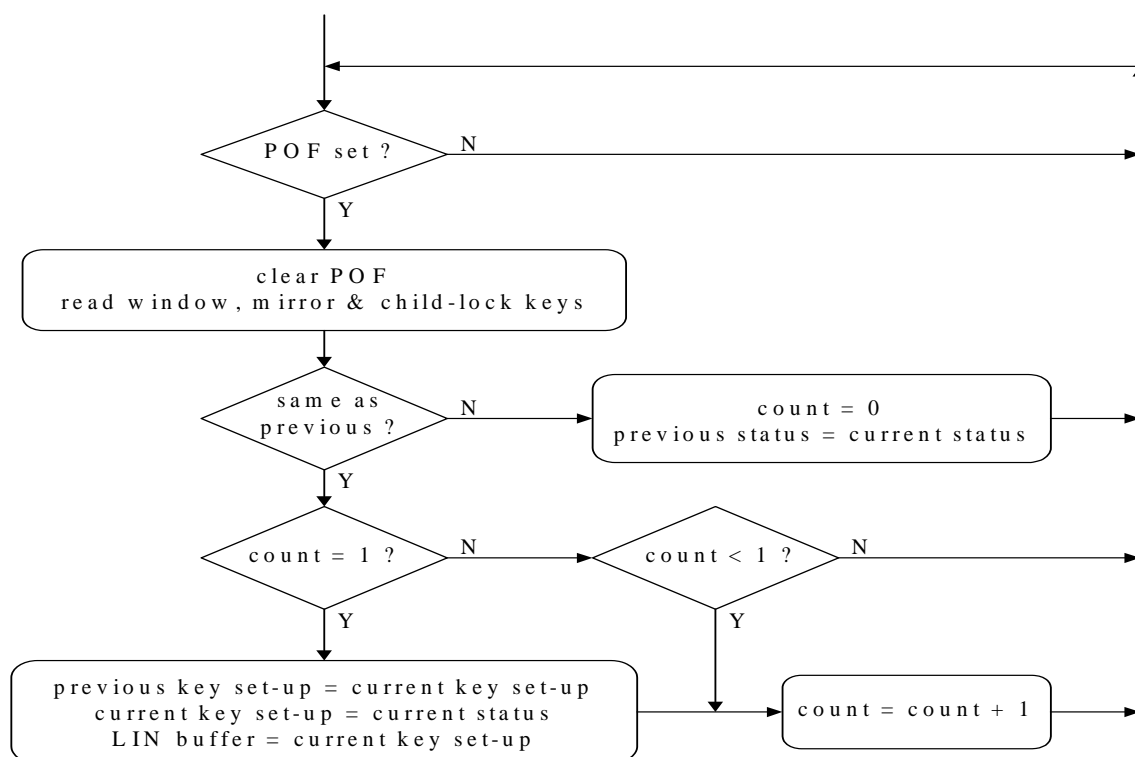 POF set ?
N
Y
clear POF
read window, mirror & child-lock keys
same as
previous ?
N
count = 0
previous status = current status
Y
count = 1 ?
N
count < 1 ?
N
Y
Y
previous key set-up = current key set-up
current key set-up = current status
LIN buffer = current key set-up
count = count + 1